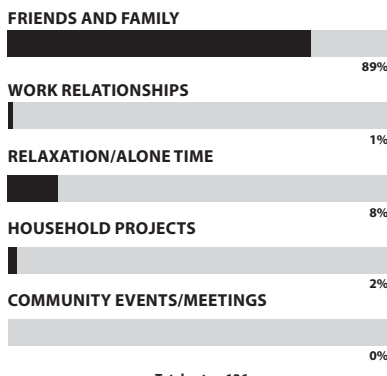 FRIENDS AND FAMILY
89%
WORK RELATIONSHIPS
1%
RELAXATION/ALONE TIME
8%
HOUSEHOLD PROJECTS
2%
COMMUNITY EVENTS/MEETINGS
0%